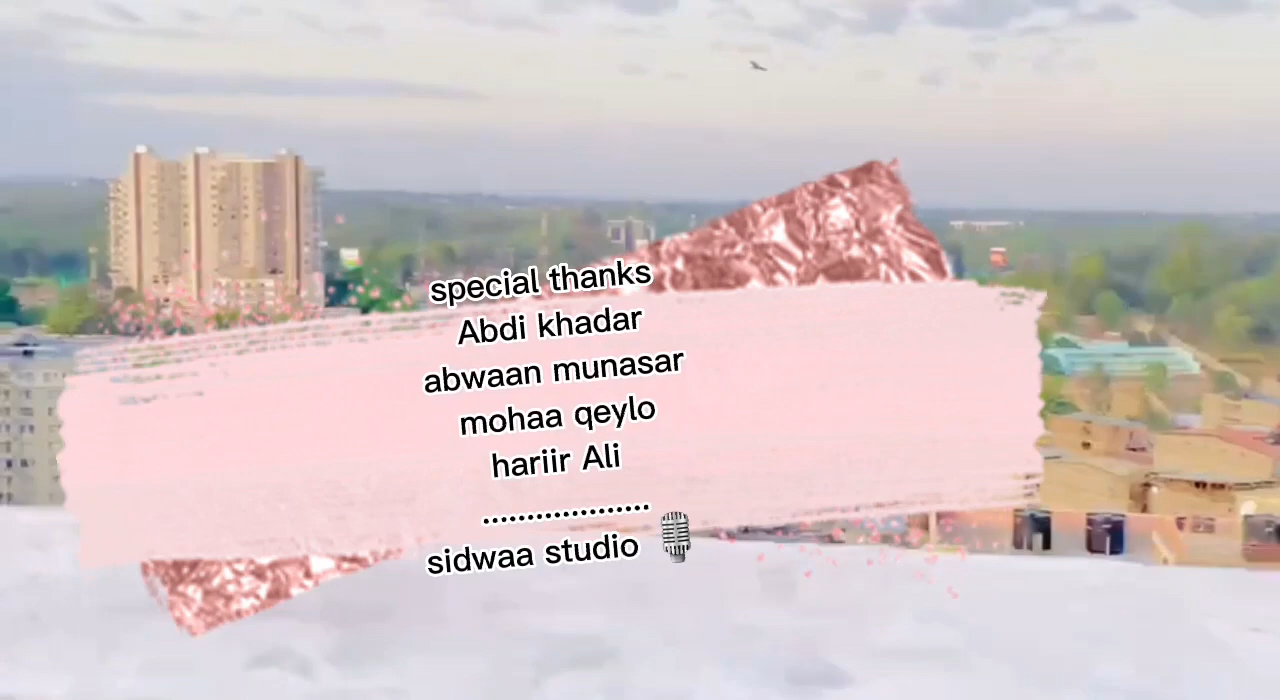 special thanks
Abdi khadar
abwaan munasar
mohaa qeylo
hariir Ali
...................
sidwaa studio 🎙️